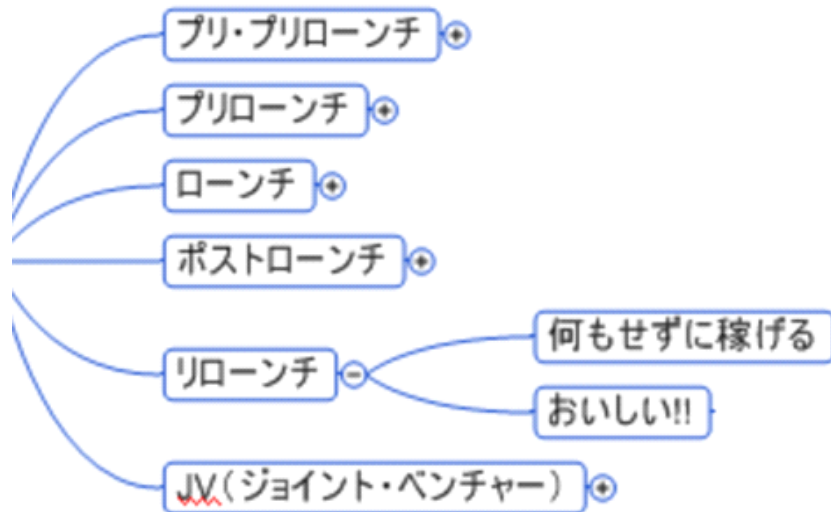 プリ・プリローンチ
プリローンチ
ローンチ
ポストローンチ
リローンチ
何もせずに稼げる
おいしい!!
JV(ジョイント・ベンチャー)